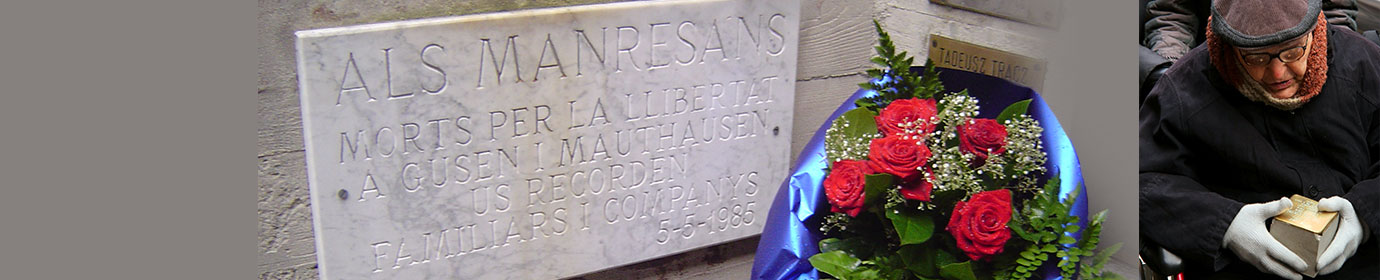 ALS MANRESANS
MORTS PER LA LLIBERTAT
A GUSEN I MAUTHAUSEN
US RECORDEN
FAMILIARS I COMPANYS
5-5-1985
TADEUSZ TRACZ